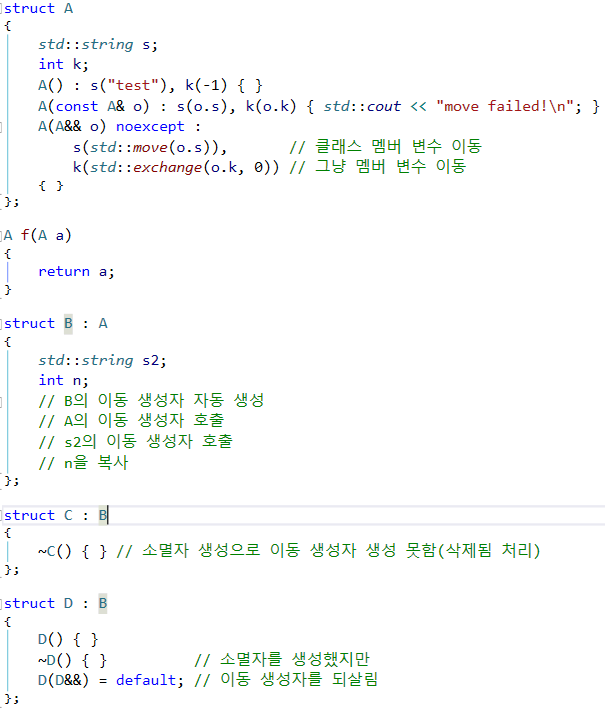 struct A
{
    std::string s;
    int k;
    A() : s("test"), k(-1) { }
    A(const A& o) : s(o.s), k(o.k) { std::cout << "move failed!\n"; }
    A(A&& o) noexcept :
        s(std::move(o.s)),       // 클래스 멤버 변수 이동
        k(std::exchange(o.k, 0)) // 그냥 멤버 변수 이동
    { }
};
A f(A a)
{
    return a;
}
struct B : A
{
    std::string s2;
    int n;
    // B의 이동 생성자 자동 생성
    // A의 이동 생성자 호출
    // s2의 이동 생성자 호출
    // n을 복사
};
struct C : B
{
    ~C() { } // 소멸자 생성으로 이동 생성자 생성 못함(삭제됨 처리)
};
struct D : B
{
    D() { }
    ~D() { }          // 소멸자를 생성했지만
    D(D&&) = default; // 이동 생성자를 되살림
};